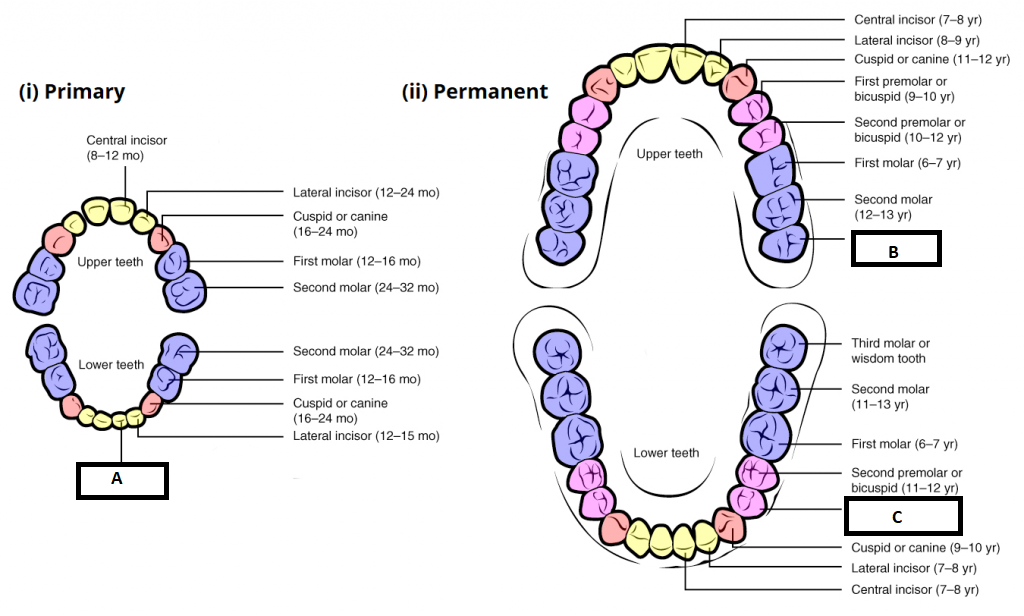 (i) Primary
Central incisor
(8–12 mo)
Lateral incisor (12–24 mo)
Cuspid or canine
(16–24 mo)
First molar (12–16 mo)
Second molar (24–32 mo)
Upper teeth
Lower teeth
Second molar (24–32 mo)
First molar (12–16 mo)
Cuspid or canine
(16–24 mo)
Lateral incisor (12–15 mo)
A
(ii) Permanent
Central incisor (7–8 yr)
Lateral incisor (8–9 yr)
Cuspid or canine (11–12 yr)
First premolar or
bicuspid (9–10 yr)
Second premolar or
bicuspid (10–12 yr)
First molar (6–7 yr)
Second molar
(12–13 yr)
B
Upper teeth
Lower teeth
Third molar or
wisdom tooth
Second molar
(11–13 yr)
First molar (6–7 yr)
Second premolar or
bicuspid (11–12 yr)
C
Cuspid or canine (9–10 yr)
Lateral incisor (7–8 yr)
Central incisor (7–8 yr)